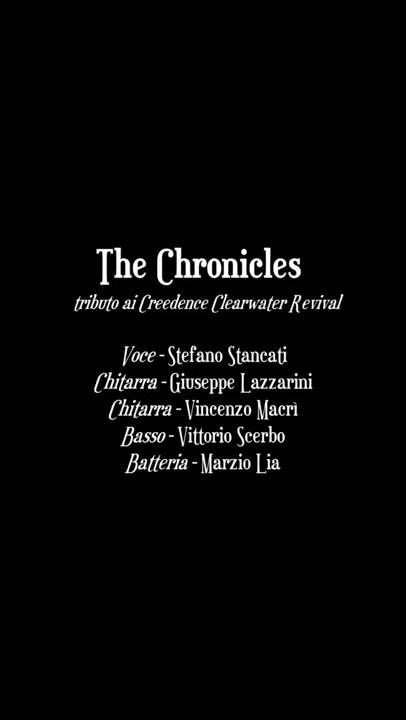 The Chronicles
tributo ai Creedence Clearwater Revival
Voce - Stefano Stancati
Chitarra - Giuseppe Lazzarini
Chitarra - Vincenzo Macrì
Basso - Vittorio Scerbo
Batteria - Marzio Lia